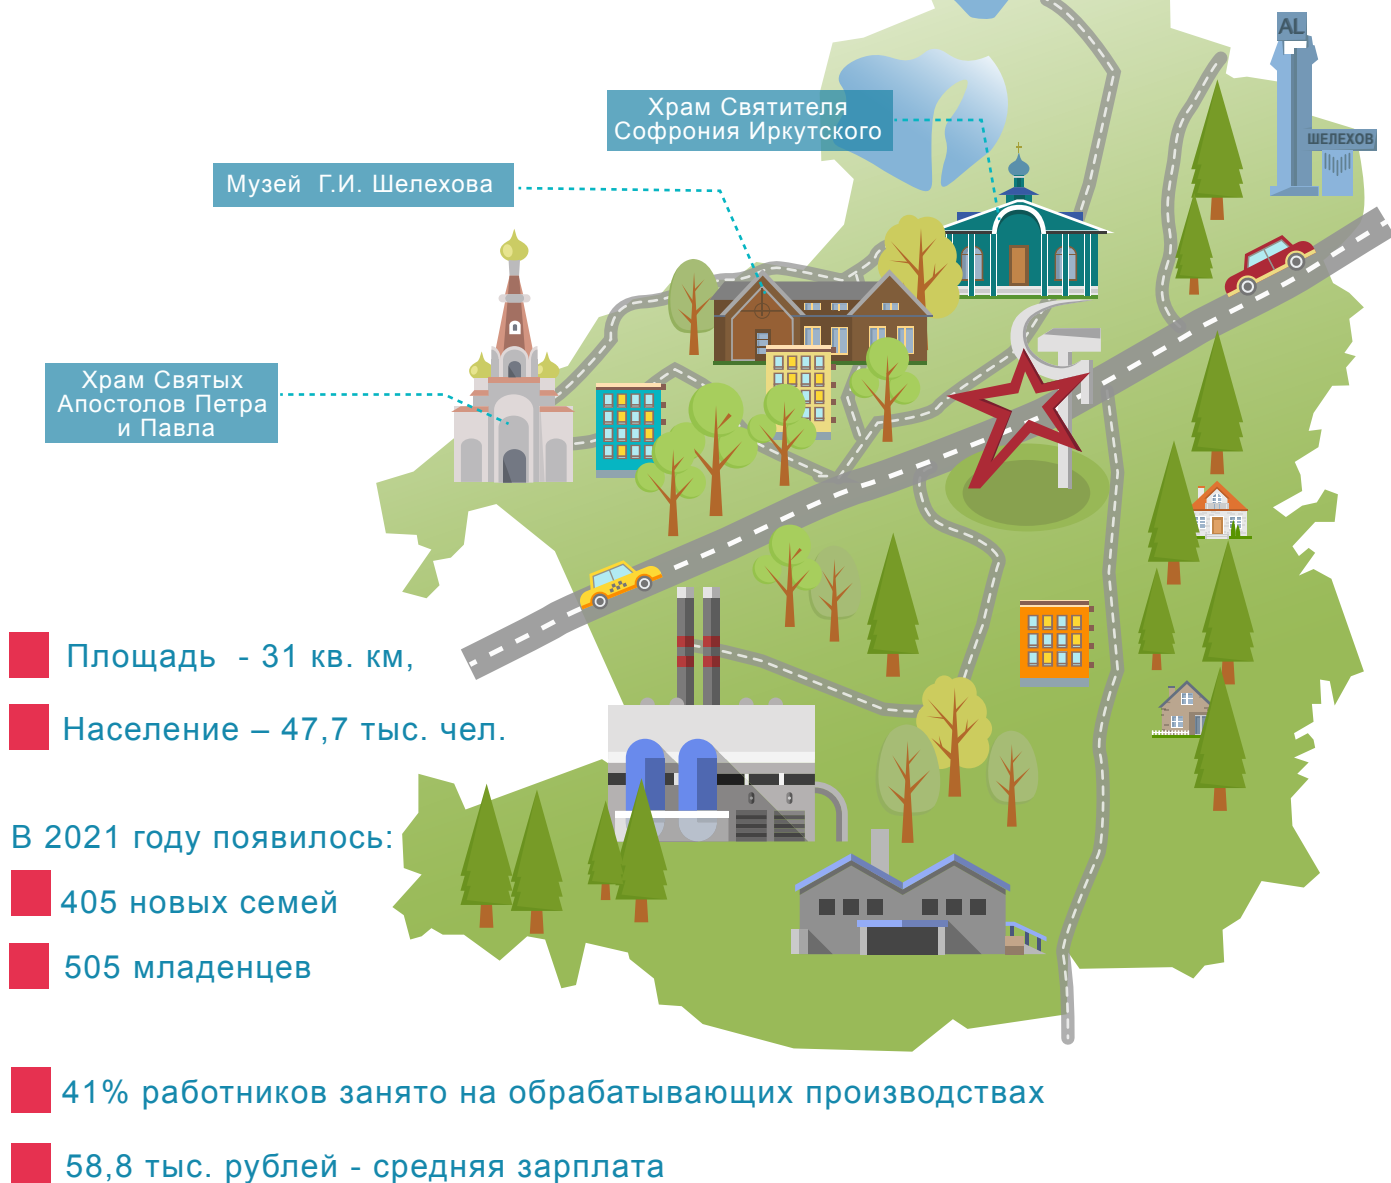 AL
ШЕЛЕХОВ
Храм Святителя
Софрония Иркутского
Музей Г.И. Шелехова
Храм Святых
Апостолов Петра
и Павла
Площадь - 31 кв. км,
Население – 47,7 тыс. чел.
В 2021 году появилось:
405 новых семей
505 младенцев
41% работников занято на обрабатывающих производствах
58,8 тыс. рублей - средняя зарплата